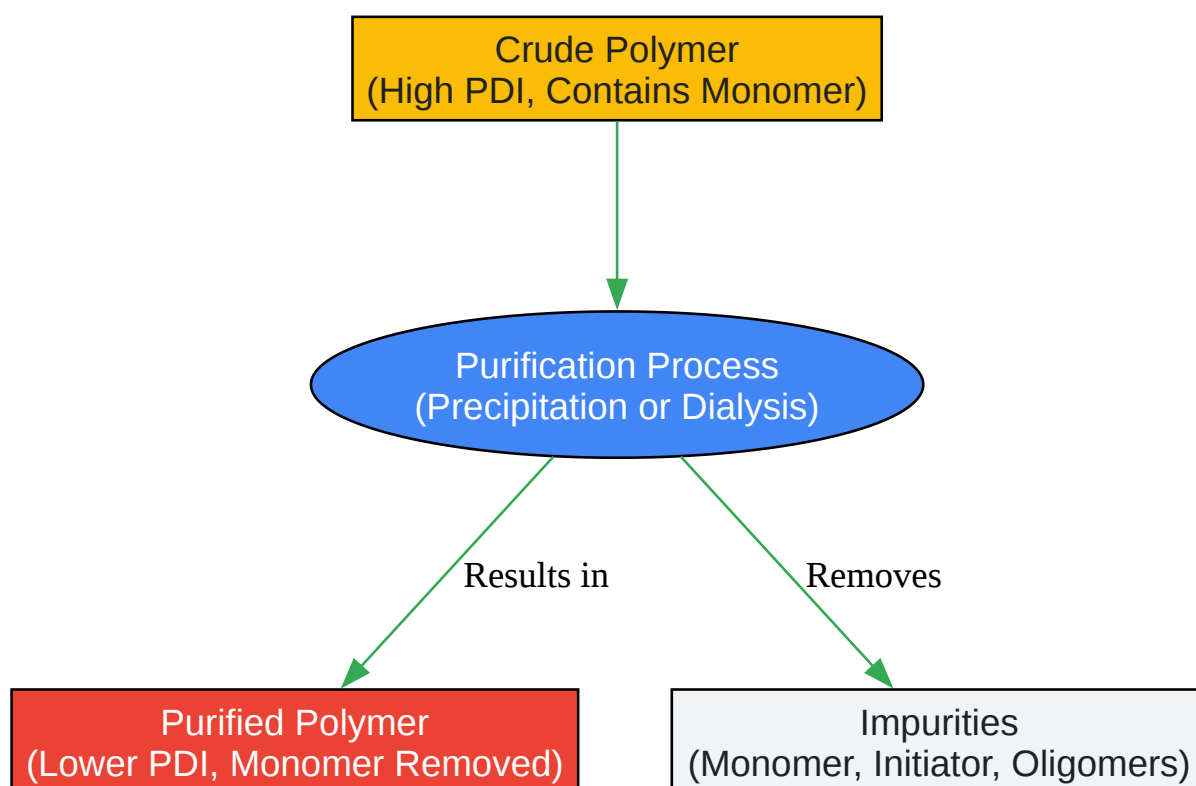 Crude Polymer
(High PDI, Contains Monomer)
Purification Process
(Precipitation or Dialysis)
Results in
Removes
Purified Polymer
(Lower PDI, Monomer Removed)
Impurities
(Monomer, Initiator, Oligomers)